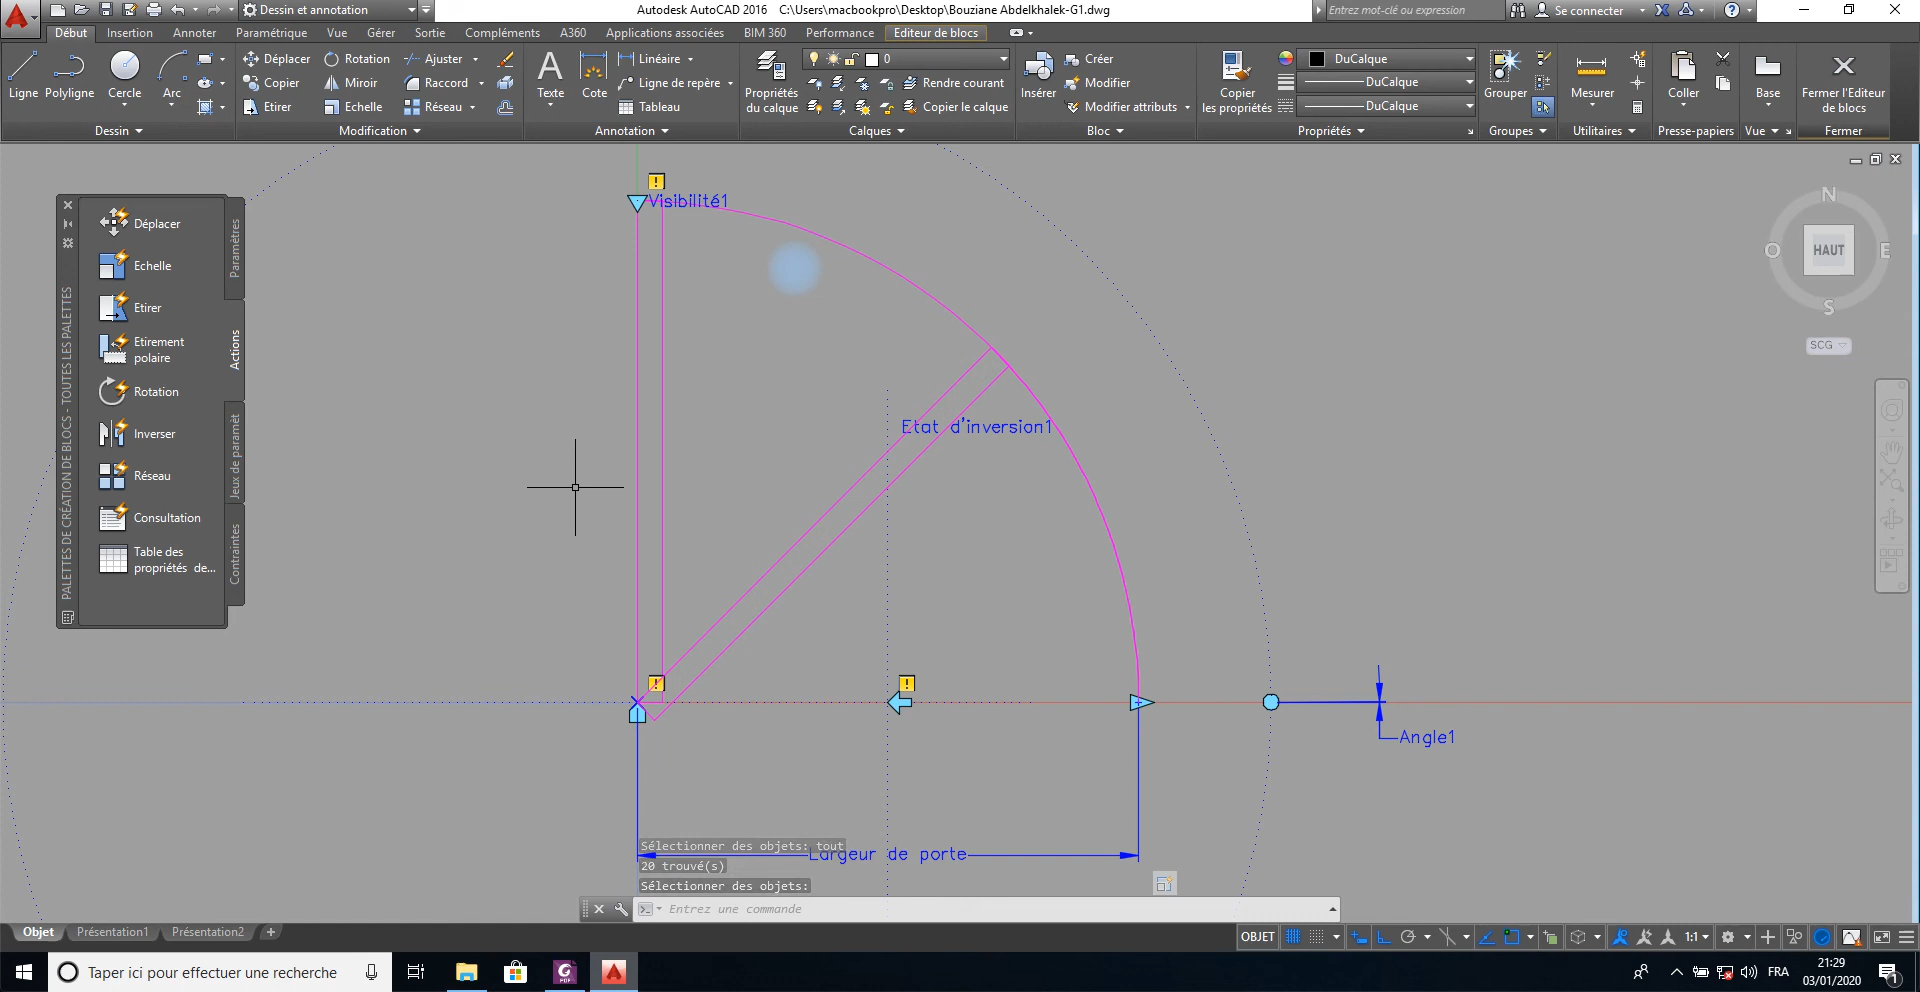 Dessin et annotation
Autodesk AutoCAD 2016 C:\Users\macbookpro\Desktop\Bouziane Abdelkhalek-G1.dwg
Entrez mot-clé ou expression
Se connecter
Début
Insertion
Annoter
Paramétrique
Vue
Gérer
Sortie
Compléments
A360
Applications associées
BIM 360
Performance
Editeur de blocs
Ligne
Polyligne
Cercle
Arc
Dessin
Déplacer
Rotation
Ajuster
Copier
Miroir
Raccord
Etirer
Echelle
Réseau
Modification
Texte
Cote
Linéaire
Ligne de repère
Tableau
Annotation
Propriétés
du calque
0
Rendre courant
Copier le calque
Calques
Insérer
Créer
Modifier
Modifier attributs
Bloc
Copier
les propriétés
DuCalque
DuCalque
DuCalque
Propriétés
Grouper
Groupes
Mesurer
Utilitaires
Coller
Presse-papiers
Base
Vue
Fermer l'Editeur
de blocs
Fermer
PALETTES DE CRÉATION DE BLOCS - TOUTES LES PALETTES
Déplacer
Echelle
Etirer
Etirement
polaire
Rotation
Inverser
Réseau
Consultation
Table des
propriétés de...
Paramètres
Actions
Jeux de paramèt
Contraintes
Visibilité1
Etat d'inversion1
Angle1
Largeur de porte
N
O
HAUT
E
S
SCG
Sélectionner des objets: tout
20 trouvé(s)
Sélectionner des objets:
Entrez une commande
Objet
Présentation1
Présentation2
+
OBJET
1:1
Taper ici pour effectuer une recherche
FRA
21:29
03/01/2020
1